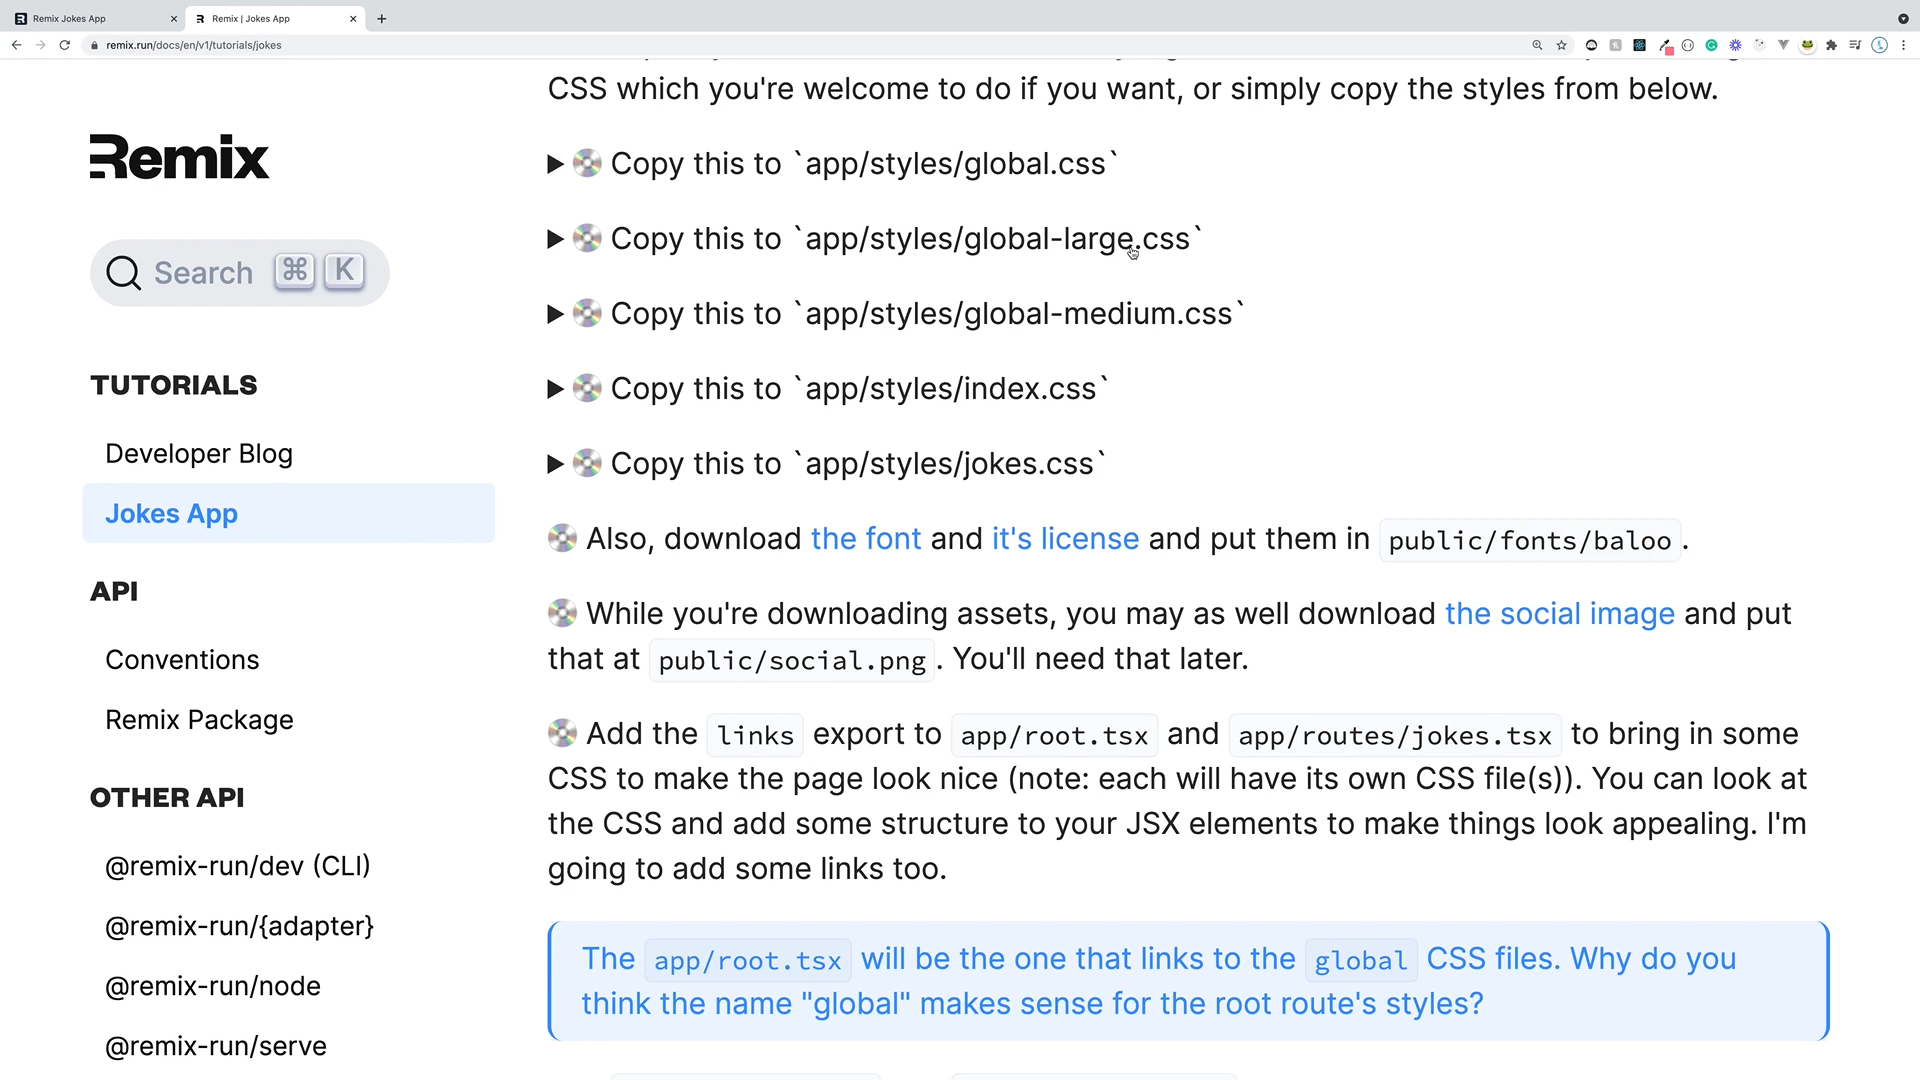 Remix Jokes App
Remix | Jokes App
remix.run/docs/en/v1/tutorials/jokes
Remix
Search ⌘ K
TUTORIALS
Developer Blog
Jokes App
API
Conventions
Remix Package
OTHER API
@remix-run/dev (CLI)
@remix-run/{adapter}
@remix-run/node
@remix-run/serve
CSS which you're welcome to do if you want, or simply copy the styles from below.
▶ 💿 Copy this to `app/styles/global.css`
▶ 💿 Copy this to `app/styles/global-large.css`
▶ 💿 Copy this to `app/styles/global-medium.css`
▶ 💿 Copy this to `app/styles/index.css`
▶ 💿 Copy this to `app/styles/jokes.css`
💿 Also, download the font and it's license and put them in public/fonts/baloo.
💿 While you're downloading assets, you may as well download the social image and put
that at public/social.png. You'll need that later.
💿 Add the links export to app/root.tsx and app/routes/jokes.tsx to bring in some
CSS to make the page look nice (note: each will have its own CSS file(s)). You can look at
the CSS and add some structure to your JSX elements to make things look appealing. I'm
going to add some links too.
The app/root.tsx will be the one that links to the global CSS files. Why do you
think the name "global" makes sense for the root route's styles?